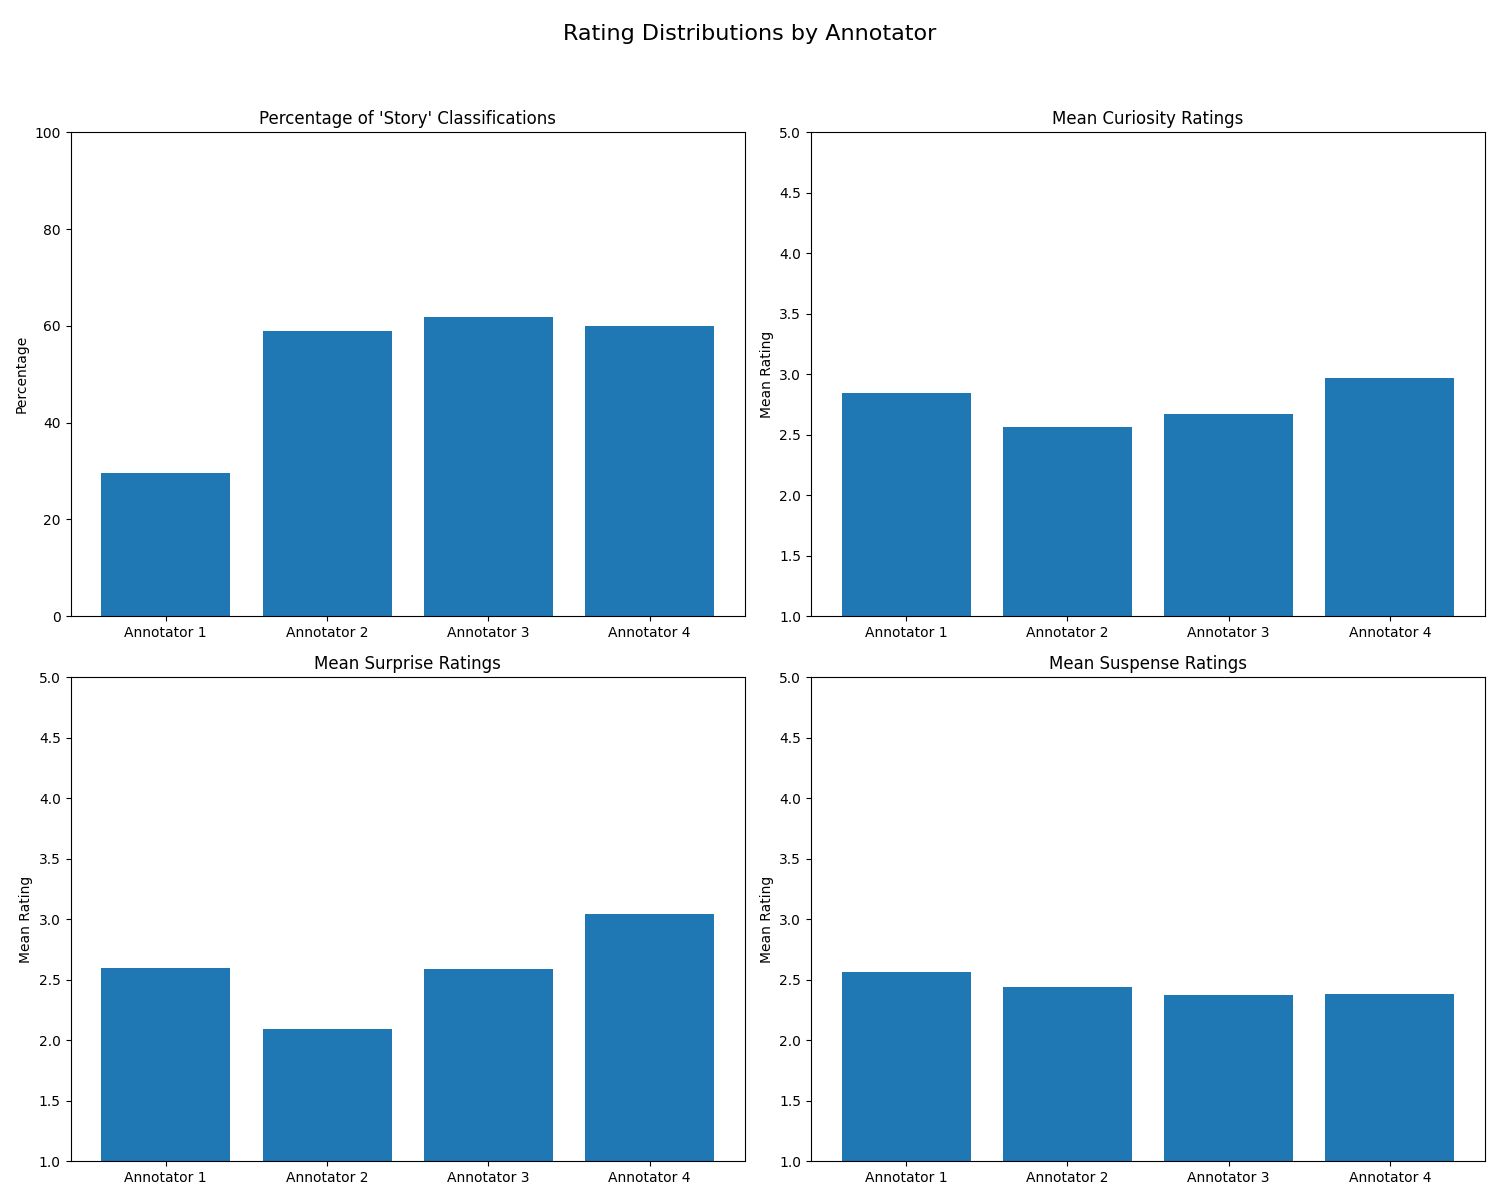 Rating Distributions by Annotator
Percentage of 'Story' Classifications
100
80
60
40
20
0
Percentage
Annotator 1
Annotator 2
Annotator 3
Annotator 4
Mean Curiosity Ratings
5.0
4.5
4.0
3.5
3.0
2.5
2.0
1.5
1.0
Mean Rating
Annotator 1
Annotator 2
Annotator 3
Annotator 4
Mean Surprise Ratings
5.0
4.5
4.0
3.5
3.0
2.5
2.0
1.5
1.0
Mean Rating
Annotator 1
Annotator 2
Annotator 3
Annotator 4
Mean Suspense Ratings
5.0
4.5
4.0
3.5
3.0
2.5
2.0
1.5
1.0
Mean Rating
Annotator 1
Annotator 2
Annotator 3
Annotator 4